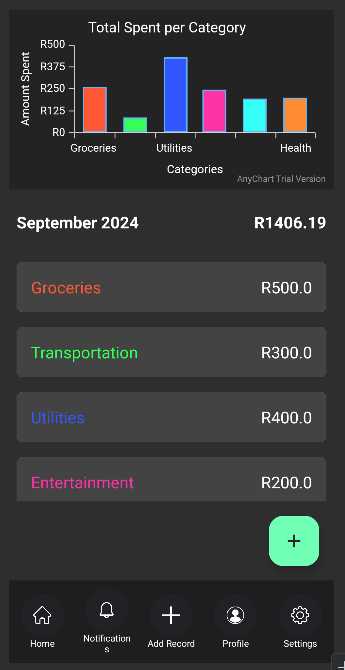 Total Spent per Category
Amount Spent
R500
R250
R125
R0
Groceries
Utilities
Health
Categories
AnyChart Trial Version
September 2024 R1406.19
Groceries R500.0
Transportation R300.0
Utilities R400.0
Entertainment R200.0
+
Home
Notification
s
Add Record
Profile
Settings